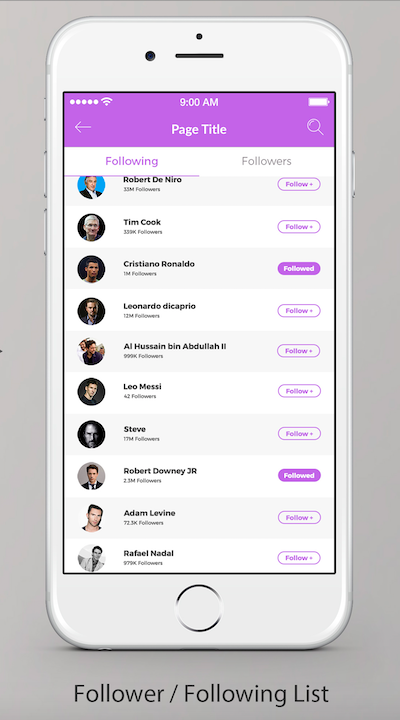 9:00 AM
Page Title
Following Followers
Robert De Niro
33M Followers
Follow +
Tim Cook
339K Followers
Follow +
Cristiano Ronaldo
1M Followers
Followed
Leonardo dicaprio
12M Followers
Follow +
Al Hussain bin Abdullah II
999K Followers
Follow +
Leo Messi
42 Followers
Follow +
Steve
17M Followers
Follow +
Robert Downey JR
2.3M Followers
Followed
Adam Levine
72.3K Followers
Follow +
Rafael Nadal
979K Followers
Follow +
Follower / Following List